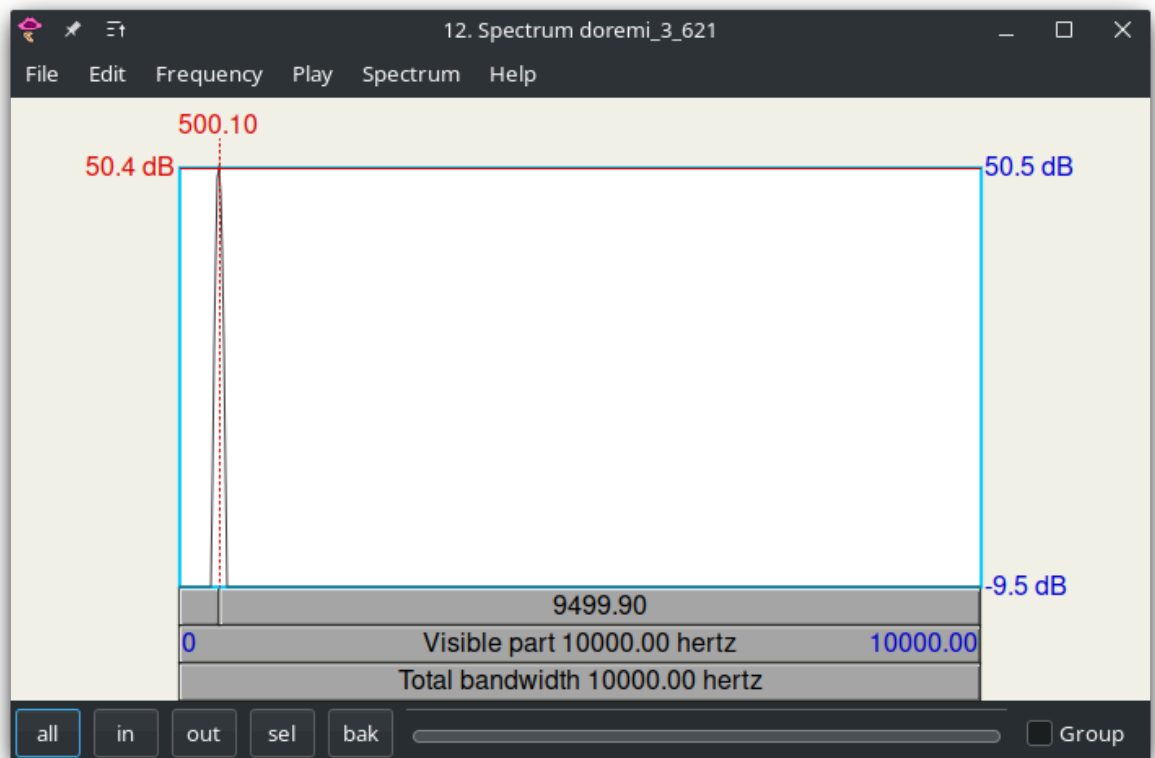 12. Spectrum doremi_3_621
File Edit Frequency Play Spectrum Help
500.10
50.4 dB 50.5 dB
-9.5 dB
9499.90
0 Visible part 10000.00 hertz 10000.00
Total bandwidth 10000.00 hertz
all in out sel bak Group